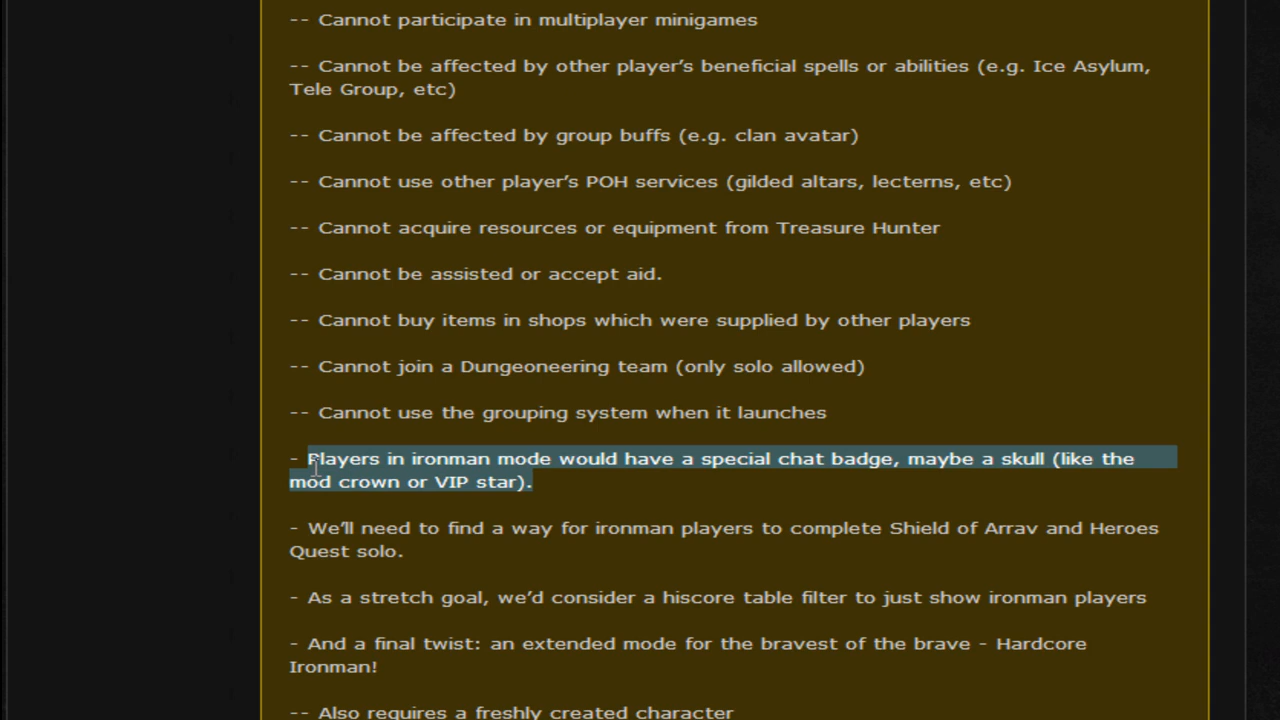 -- Cannot participate in multiplayer minigames
-- Cannot be affected by other player’s beneficial spells or abilities (e.g. Ice Asylum,
Tele Group, etc)
-- Cannot be affected by group buffs (e.g. clan avatar)
-- Cannot use other player’s POH services (gilded altars, lecterns, etc)
-- Cannot acquire resources or equipment from Treasure Hunter
-- Cannot be assisted or accept aid.
-- Cannot buy items in shops which were supplied by other players
-- Cannot join a Dungeoneering team (only solo allowed)
-- Cannot use the grouping system when it launches
- Players in ironman mode would have a special chat badge, maybe a skull (like the
mod crown or VIP star).
- We’ll need to find a way for ironman players to complete Shield of Arrav and Heroes
Quest solo.
- As a stretch goal, we’d consider a hiscore table filter to just show ironman players
- And a final twist: an extended mode for the bravest of the brave - Hardcore
Ironman!
-- Also requires a freshly created character